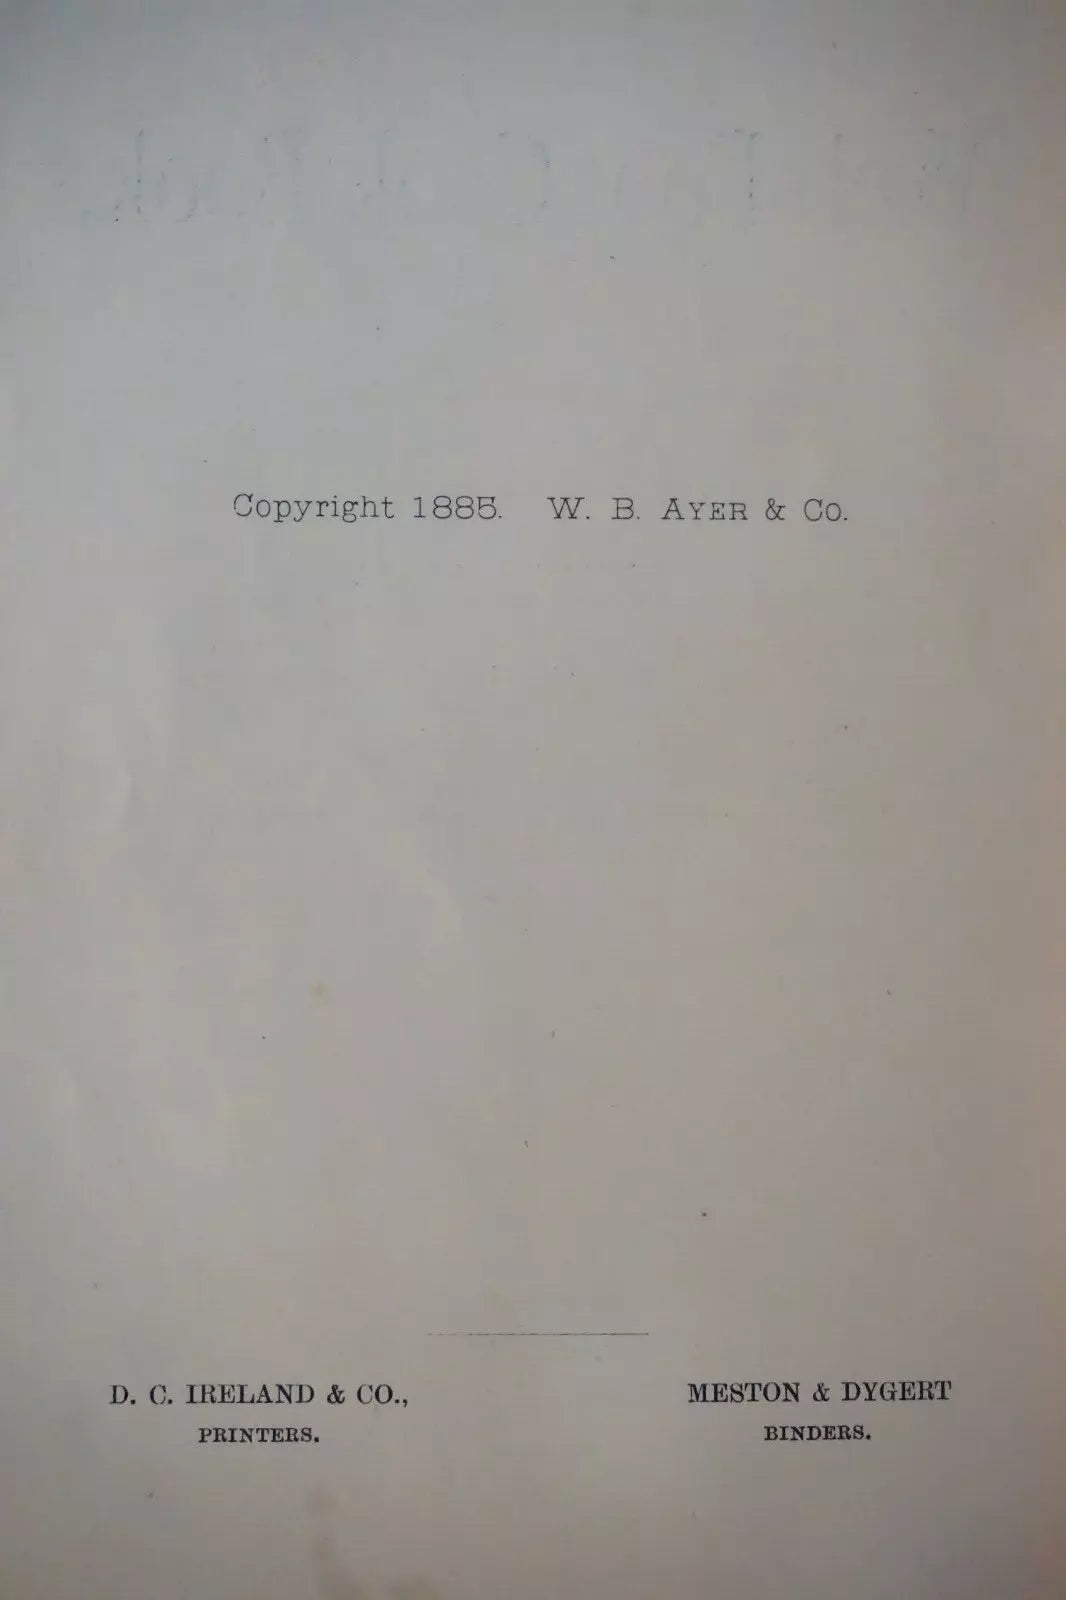 Copyright 1885. W. B. AYER & CO.
D. C. IRELAND & CO.,
PRINTERS.
MESTON & DYGERT
BINDERS.